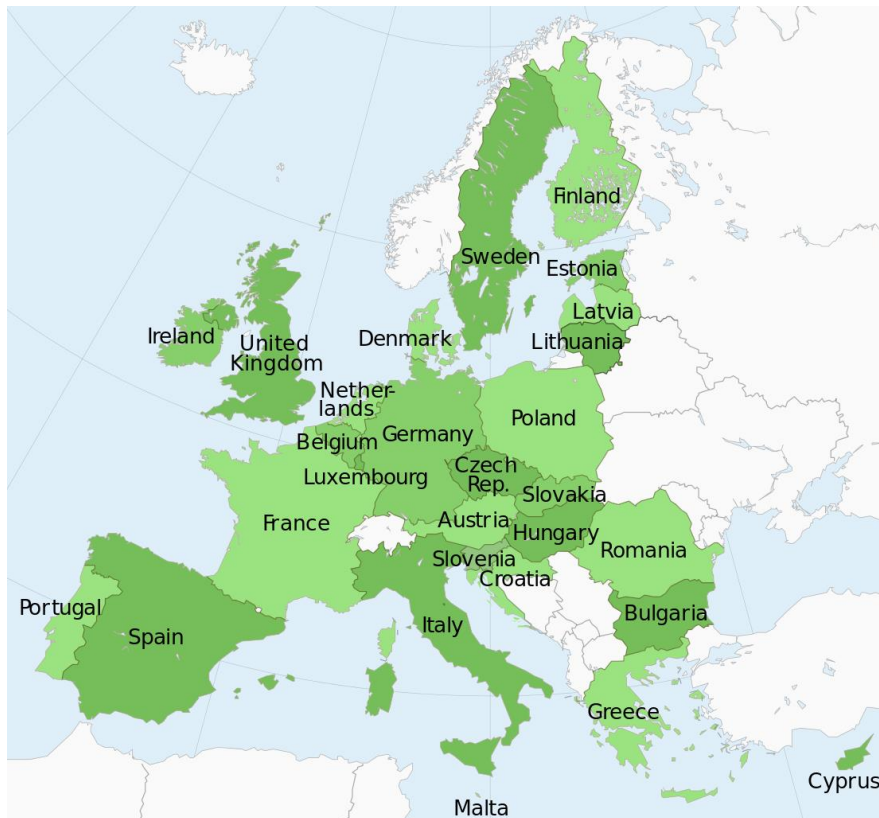 Finland
Sweden
Estonia
Latvia
Lithuania
Denmark
Ireland
United
Kingdom
Nether-
lands
Poland
Belgium
Germany
Luxembourg
Czech
Rep.
Slovakia
France
Austria
Hungary
Romania
Slovenia
Croatia
Portugal
Spain
Italy
Bulgaria
Greece
Cyprus
Malta